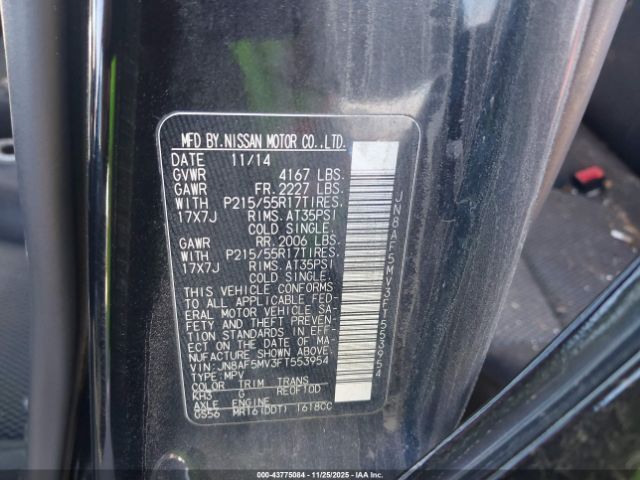 MFD BY. NISSAN MOTOR CO., LTD.
DATE 11/14
GVWR 4167 LBS.
GAWR FR. 2227 LBS.
WITH P215/55R17TIRES.
17X7J RIMS. AT35PSI
COLD SINGLE.
GAWR RR. 2006 LBS.
WITH P215/55R17TIRES.
17X7J RIMS. AT35PSI
COLD SINGLE.
THIS VEHICLE CONFORMS
TO ALL APPLICABLE FED-
ERAL MOTOR VEHICLE SA-
FETY AND THEFT PREVEN-
TION STANDARDS IN EFF-
ECT ON THE DATE OF MA-
NUFACTURE SHOWN ABOVE.
VIN: JN8AF5MV3FT553954
TYPE: MPV
COLOR TRIM TRANS
KH3 G RE0F10D
AXLE ENGINE
GS56 MR16(DDT) 1618CC
JN8AF5MV3FT553954
000-43775084 - 11/25/2025 - IAAI.COM